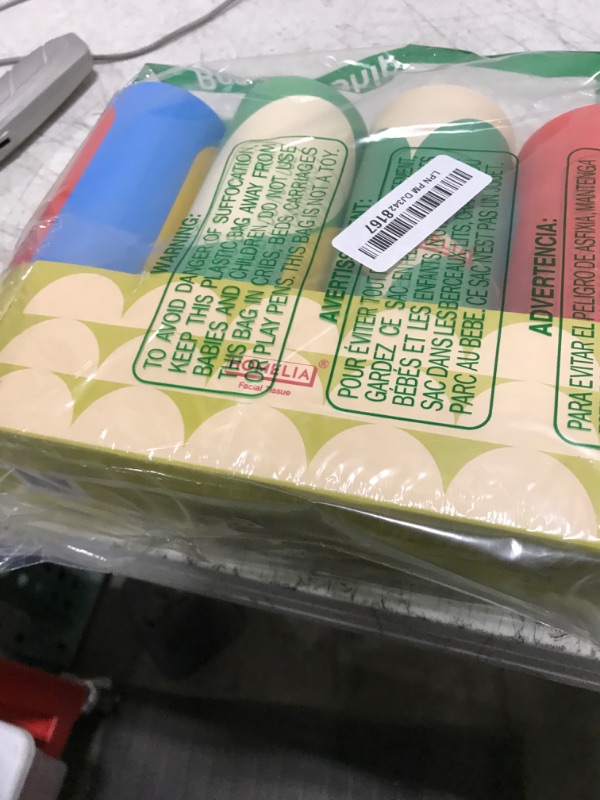 WARNING:
TO AVOID DANGER OF SUFFOCATION,
KEEP THIS PLASTIC BAG AWAY FROM
BABIES AND CHILDREN. DO NOT USE
THIS BAG IN CRIBS, BEDS, CARRIAGES
OR PLAY PENS. THIS BAG IS NOT A TOY.
LPN PM DJ3428167
POUR ÉVITER TOUT
GARDEZ CE SAC
BÉBÉS ET LES ENFANTS
SAC DANS LES BERCEAUX, LITS,
PARC AU BEBE. CE SAC N'EST PAS UN JOUET.
ADVERTENCIA:
PARA EVITAR EL PELIGRO DE ASFIXIA, MANTENGA
HOMELIA®
Facial Tissue